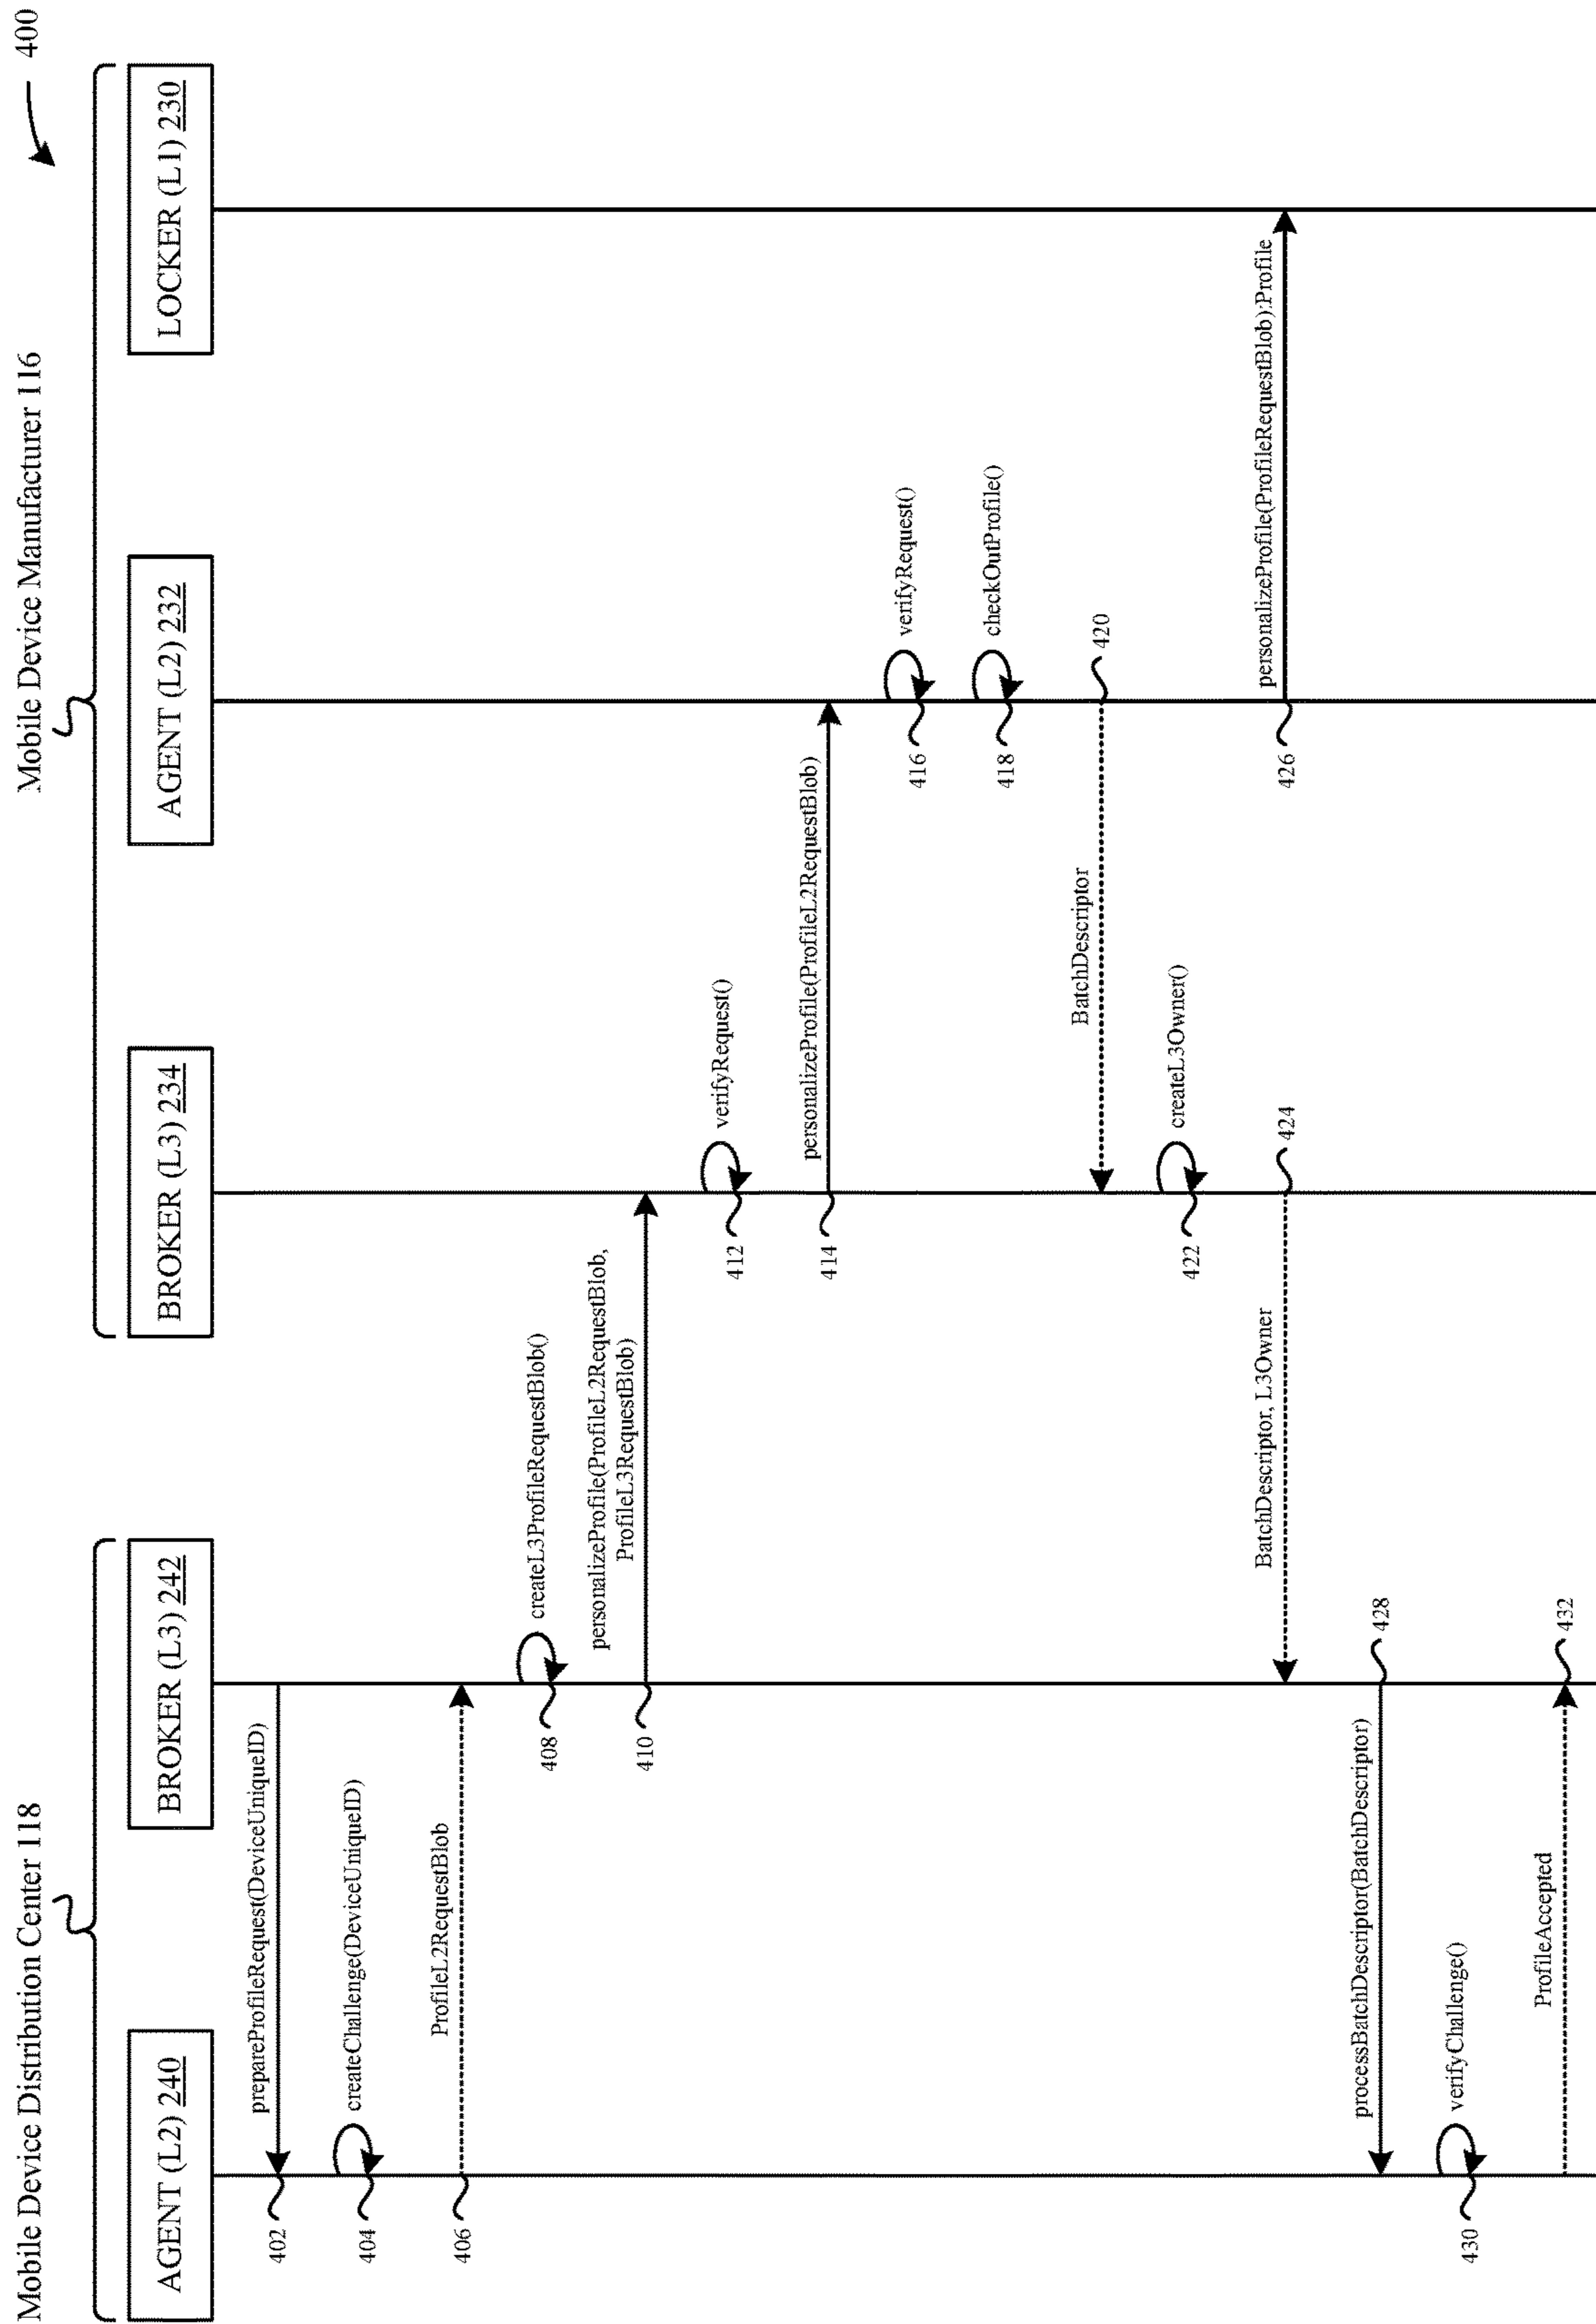 400
Mobile Device Distribution Center 118
Mobile Device Manufacturer 116
AGENT (L2) 240
BROKER (L3) 242
BROKER (L3) 234
AGENT (L2) 232
LOCKER (L1) 230
402
prepareProfileRequest(DeviceUniqueID)
404
createChallenge(DeviceUniqueID)
406
ProfileL2RequestBlob
408
createL3ProfileRequestBlob()
410
personalizeProfile(ProfileL2RequestBlob,
ProfileL3RequestBlob)
412
verifyRequest()
414
personalizeProfile(ProfileL2RequestBlob)
416
verifyRequest()
418
checkOutProfile()
BatchDescriptor
420
422
createL3Owner()
BatchDescriptor, L3Owner
424
426
personalizeProfile(ProfileRequestBlob):Profile
processBatchDescriptor(BatchDescriptor)
428
430
verifyChallenge()
ProfileAccepted
432